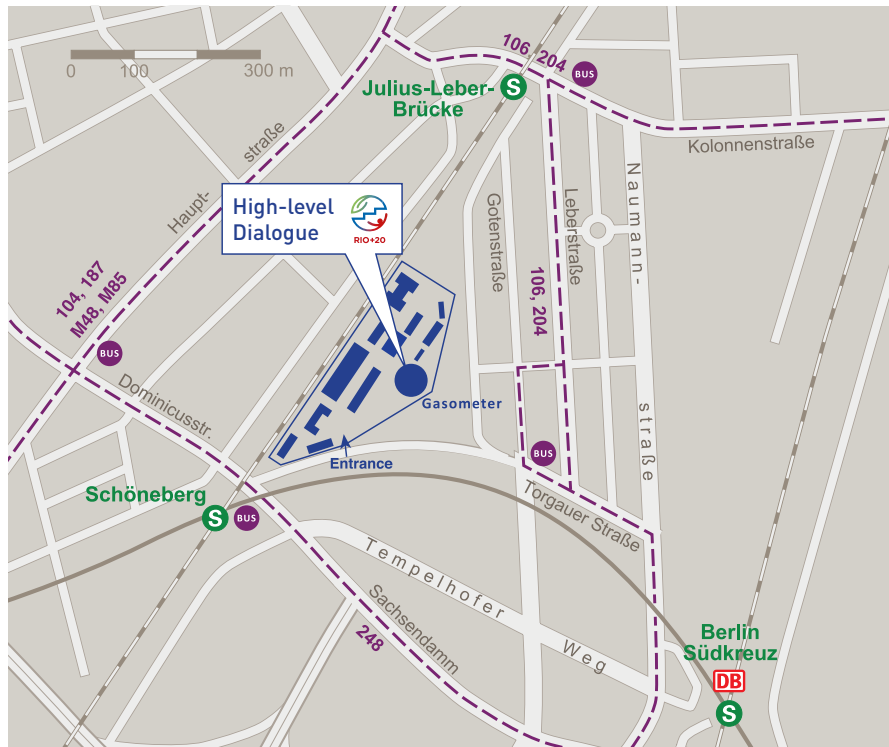 0 100 300 m
106, 204
BUS
Julius-Leber-
Brücke
S
Kolonnenstraße
Haupt-
straße
High-level
Dialogue
RIO+20
Gotenstraße
Leberstraße
Naumann-
straße
104, 187
M48, M85
106, 204
BUS
Dominicusstr.
Gasometer
BUS
Entrance
Schöneberg
S
BUS
Torgauer Straße
Tempelhofer
Weg
Sachsendamm
248
Berlin
Südkreuz
DB
S